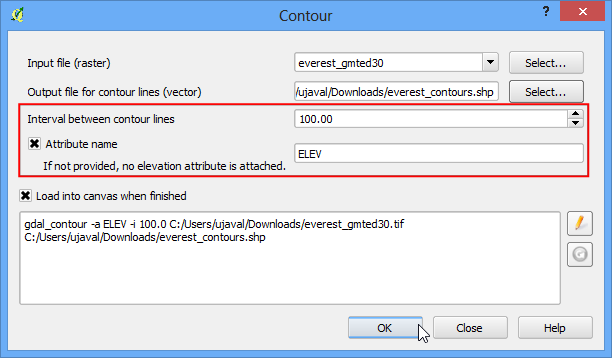 Contour
?
Input file (raster) everest_gmted30 Select...
Output file for contour lines (vector) /ujaval/Downloads/everest_contours.shp Select...
Interval between contour lines 100.00
Attribute name
If not provided, no elevation attribute is attached. ELEV
Load into canvas when finished
gdal_contour -a ELEV -i 100.0 C:/Users/ujaval/Downloads/everest_gmted30.tif
C:/Users/ujaval/Downloads/everest_contours.shp
OK Close Help